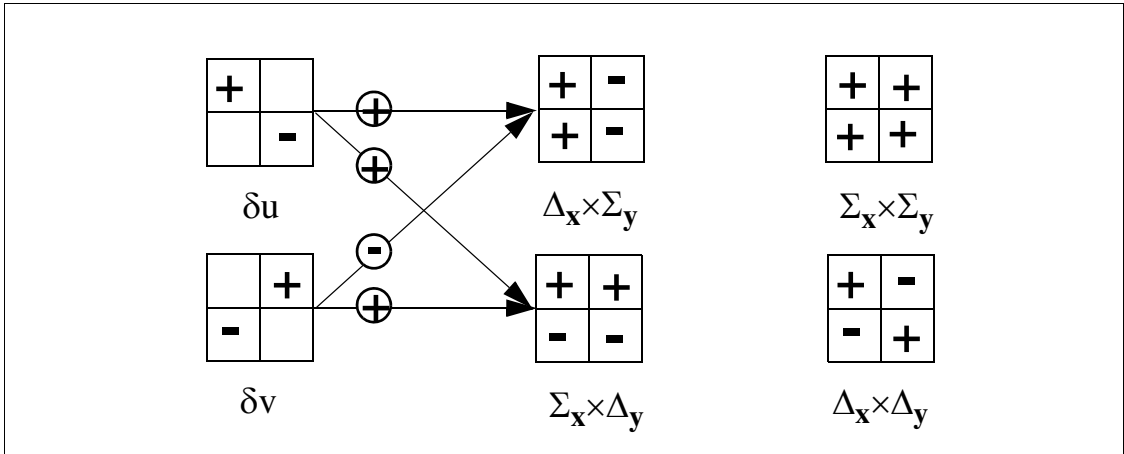 + + + - + +
- + + - + +
+
δu Δx×Σy Σx×Σy
-
+ + + + + -
- - - - +
δv Σx×Δy Δx×Δy